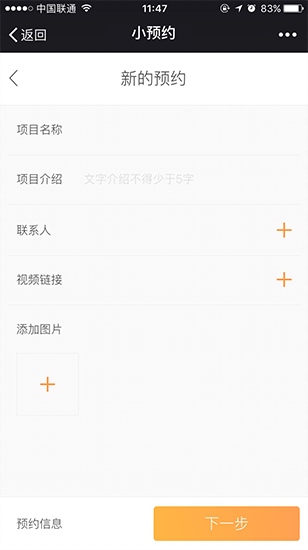 中国联通 11:47 83%
返回 小预约
新的预约
项目名称
项目介绍 文字介绍不得少于5字
联系人
视频链接
添加图片
预约信息 下一步